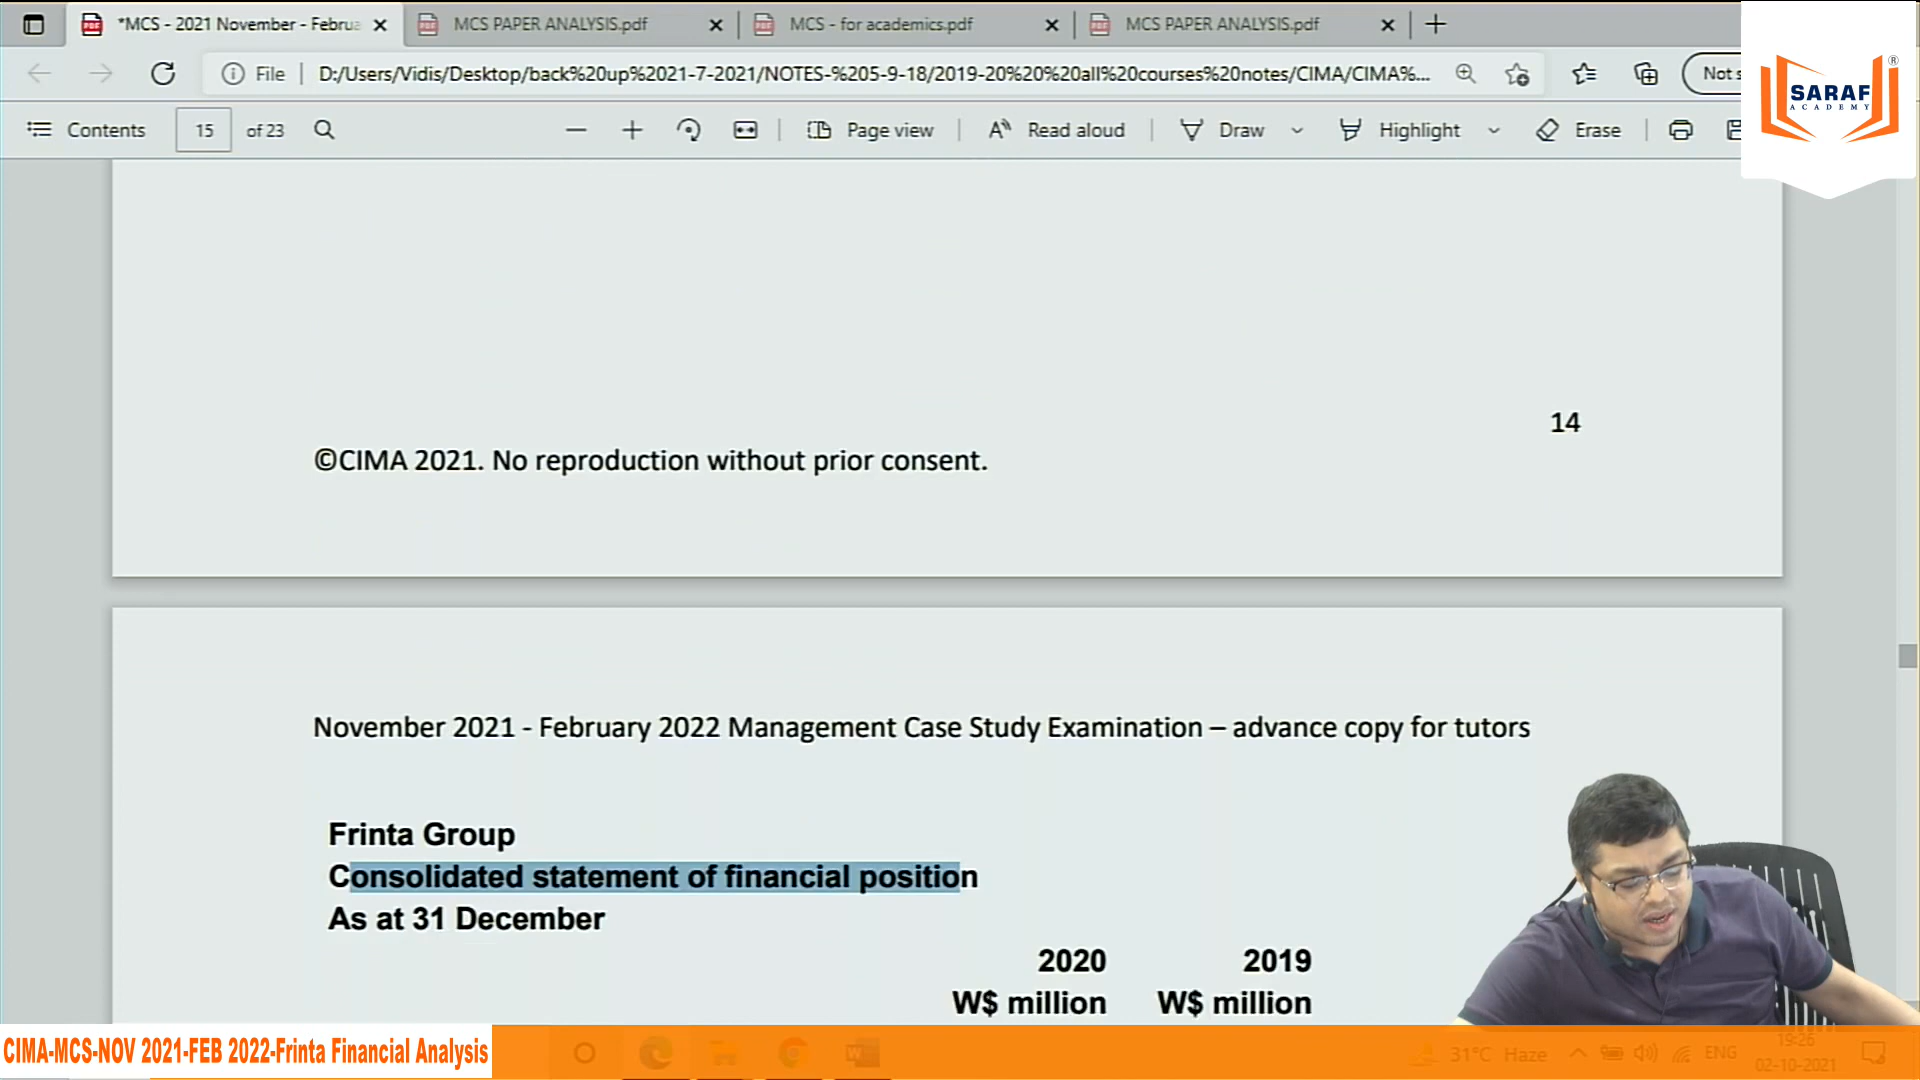 *MCS - 2021 November - Februa
MCS PAPER ANALYSIS.pdf
MCS - for academics.pdf
MCS PAPER ANALYSIS.pdf
File
D:/Users/Vidis/Desktop/back%20up%2021-7-2021/NOTES-%205-9-18/2019-20%20%20all%20courses%20notes/CIMA/CIMA%...
Not s
SARAF
ACADEMY
®
Contents
15
of 23
Page view
Read aloud
Draw
Highlight
Erase
14
©CIMA 2021. No reproduction without prior consent.
November 2021 - February 2022 Management Case Study Examination – advance copy for tutors
Frinta Group
Consolidated statement of financial position
As at 31 December
2020 2019
W$ million W$ million
CIMA-MCS-NOV 2021-FEB 2022-Frinta Financial Analysis
31°C Haze
ENG
19:26
02-10-2021